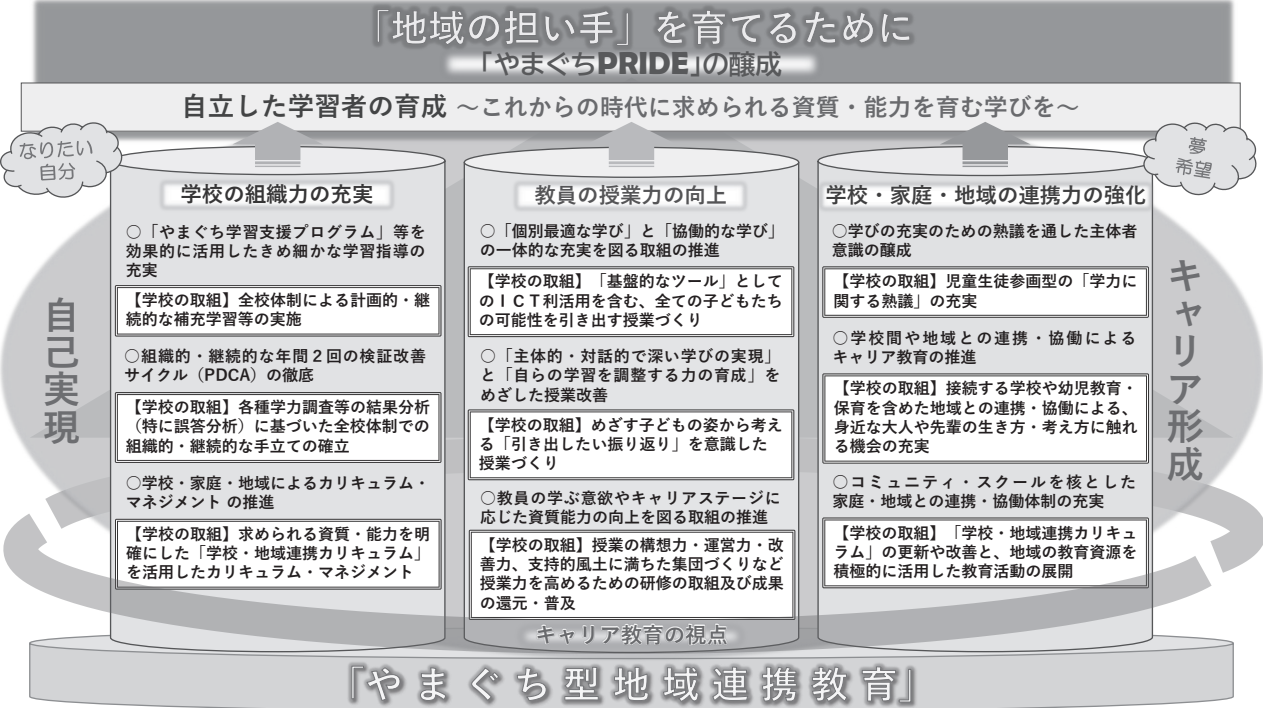 「地域の担い手」を育てるために
「やまぐちPRIDE」の醸成
自立した学習者の育成 ～これからの時代に求められる資質・能力を育む学びを～
なりたい
自分
夢
希望
自己実現
キャリア形成
学校の組織力の充実
○「やまぐち学習支援プログラム」等を
効果的に活用したきめ細かな学習指導の
充実
【学校の取組】全校体制による計画的・継
続的な補充学習等の実施
○組織的・継続的な年間２回の検証改善
サイクル（PDCA）の徹底
【学校の取組】各種学力調査等の結果分析
（特に誤答分析）に基づいた全校体制での
組織的・継続的な手立ての確立
○学校・家庭・地域によるカリキュラム・
マネジメント の推進
【学校の取組】求められる資質・能力を明
確にした「学校・地域連携カリキュラム」
を活用したカリキュラム・マネジメント
教員の授業力の向上
○「個別最適な学び」と「協働的な学び」
の一体的な充実を図る取組の推進
【学校の取組】「基盤的なツール」として
のＩＣＴ利活用を含む、全ての子どもたち
の可能性を引き出す授業づくり
○「主体的・対話的で深い学びの実現」
と「自らの学習を調整する力の育成」を
めざした授業改善
【学校の取組】めざす子どもの姿から考え
る「引き出したい振り返り」を意識した
授業づくり
○教員の学ぶ意欲やキャリアステージに
応じた資質能力の向上を図る取組の推進
【学校の取組】授業の構想力・運営力・改
善力、支持的風土に満ちた集団づくりなど
授業力を高めるための研修の取組及び成果
の還元・普及
学校・家庭・地域の連携力の強化
○学びの充実のための熟議を通した主体者
意識の醸成
【学校の取組】児童生徒参画型の「学力に
関する熟議」の充実
○学校間や地域との連携・協働による
キャリア教育の推進
【学校の取組】接続する学校や幼児教育・
保育を含めた地域との連携・協働による、
身近な大人や先輩の生き方・考え方に触れ
る機会の充実
○コミュニティ・スクールを核とした
家庭・地域との連携・協働体制の充実
【学校の取組】「学校・地域連携カリキュ
ラム」の更新や改善と、地域の教育資源を
積極的に活用した教育活動の展開
キャリア教育の視点
「やまぐち型地域連携教育」